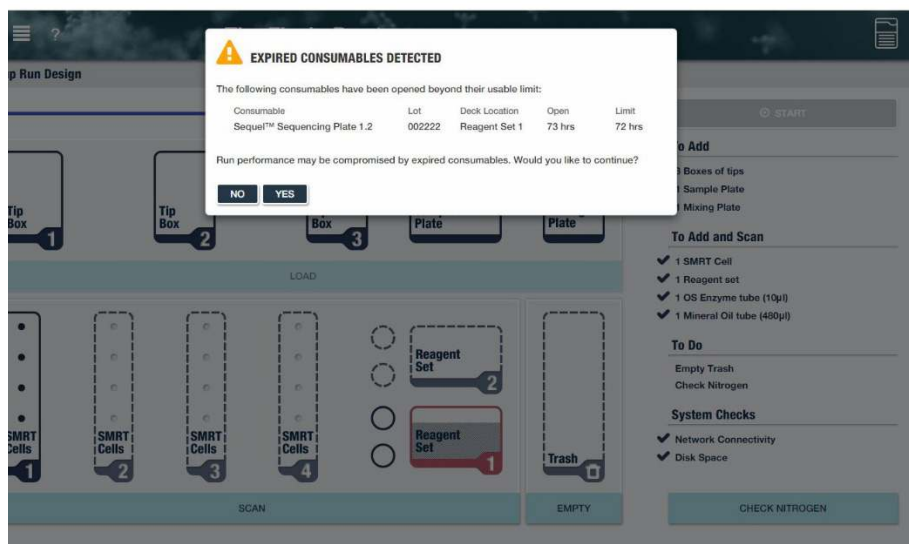 ?
p Run Design
EXPIRED CONSUMABLES DETECTED
The following consumables have been opened beyond their usable limit:
Consumable Lot Deck Location Open Limit
Sequel™ Sequencing Plate 1.2 002222 Reagent Set 1 73 hrs 72 hrs
Run performance may be compromised by expired consumables. Would you like to continue?
NO YES
START
o Add
Boxes of tips
1 Sample Plate
1 Mixing Plate
Tip
Box
1
Tip
Box
2
Box
3
Plate
Plate
LOAD
To Add and Scan
1 SMRT Cell
1 Reagent set
1 OS Enzyme tube (10µl)
1 Mineral Oil tube (480µl)
To Do
Empty Trash
Check Nitrogen
System Checks
Network Connectivity
Disk Space
SMRT
Cells
1
SMRT
Cells
2
SMRT
Cells
3
SMRT
Cells
4
Reagent
Set
2
Reagent
Set
1
Trash
SCAN
EMPTY
CHECK NITROGEN